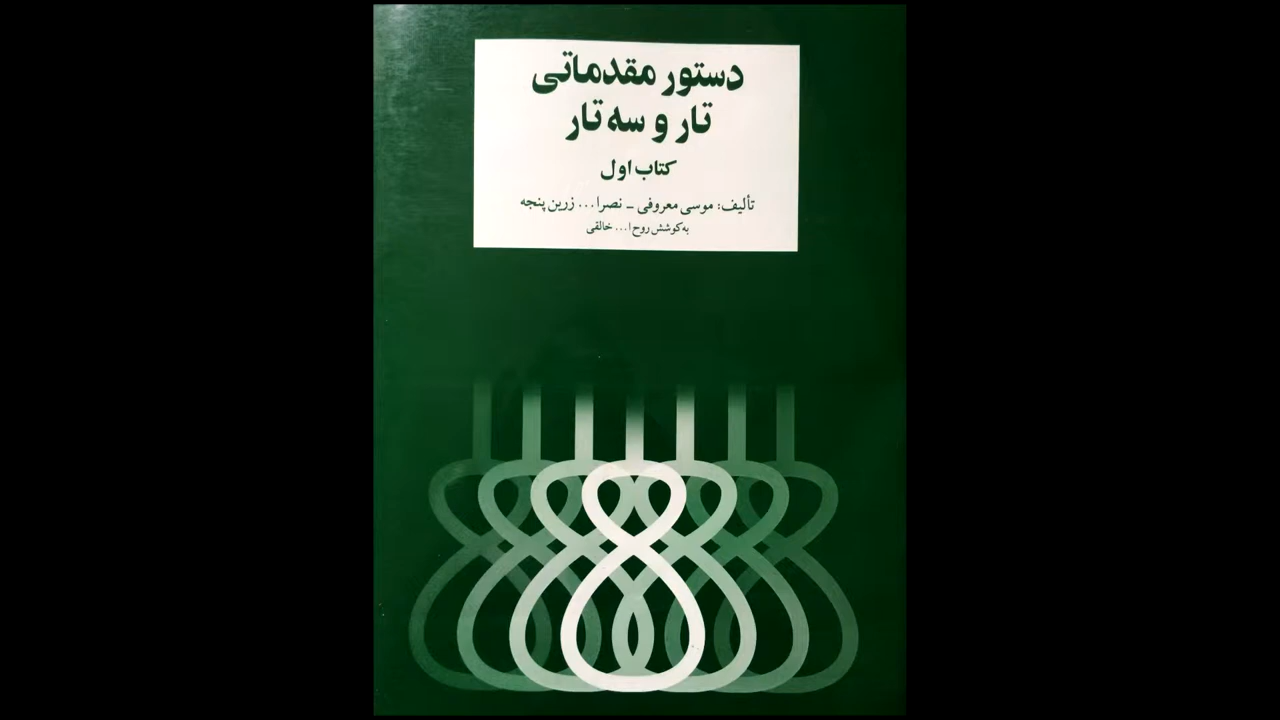 دستور مقدماتی
تار و سه تار
کتاب اول
تألیف: موسی معروفی - نصرا... زرین پنجه
به کوشش روح ا... خالقی